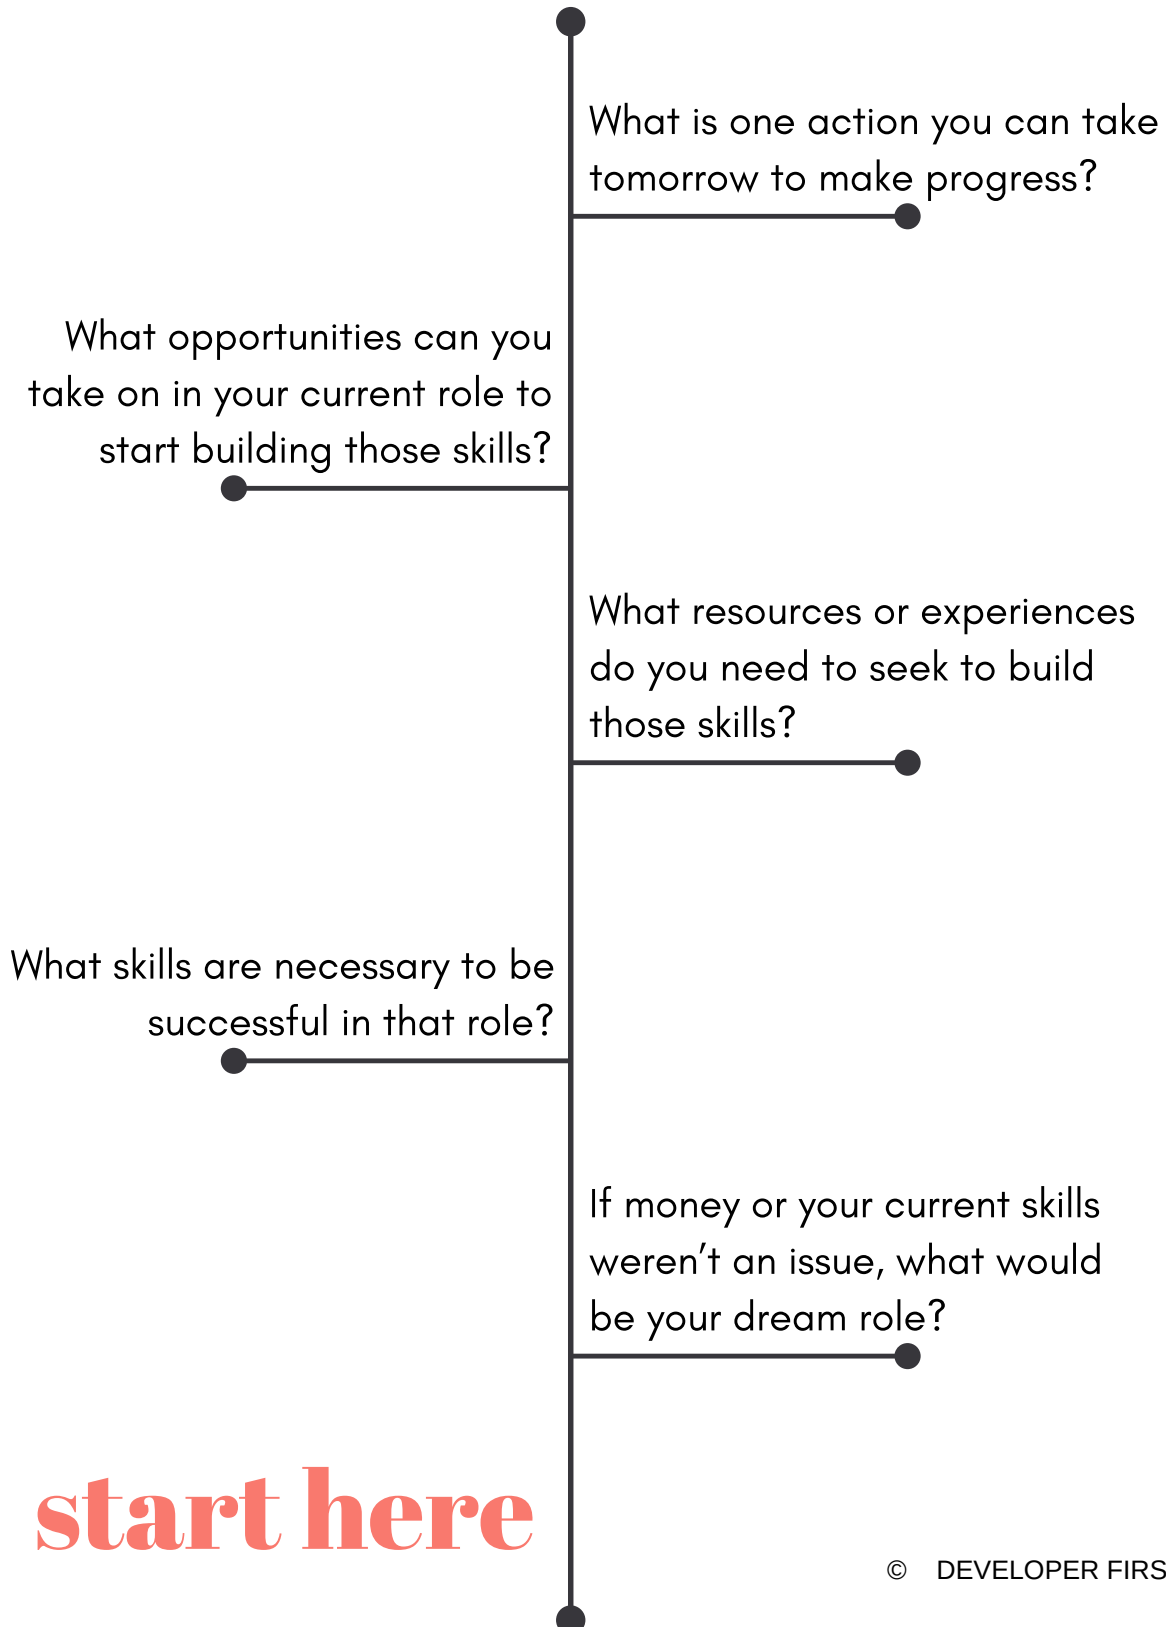 What is one action you can take
tomorrow to make progress?
What opportunities can you
take on in your current role to
start building those skills?
What resources or experiences
do you need to seek to build
those skills?
What skills are necessary to be
successful in that role?
If money or your current skills
weren’t an issue, what would
be your dream role?
start here
© DEVELOPER FIRS